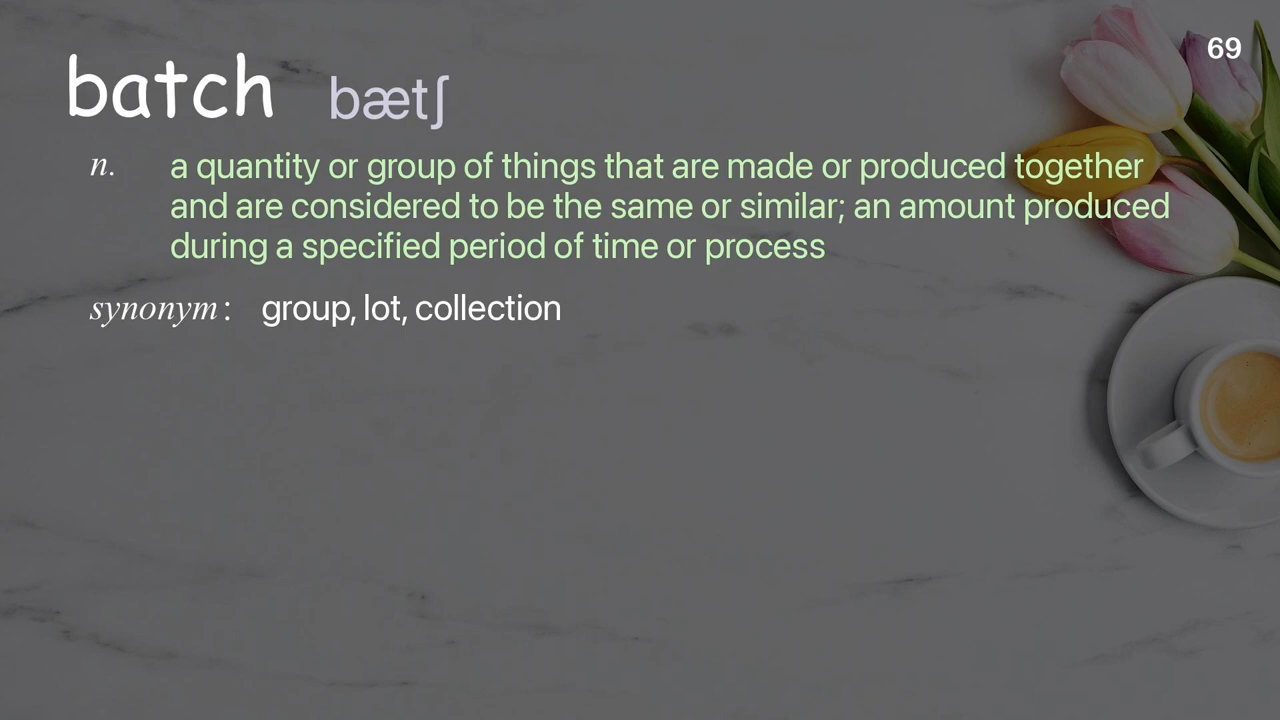 69
batch bætʃ
n. a quantity or group of things that are made or produced together
and are considered to be the same or similar; an amount produced
during a specified period of time or process
synonym: group, lot, collection